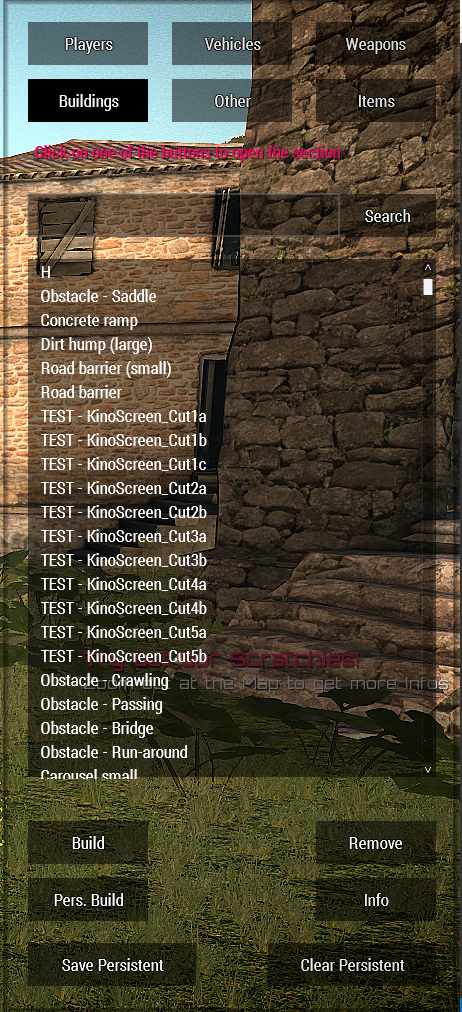 Players
Vehicles
Weapons
Buildings
Other
Items
Click on one of the buttons to open the section
Search
H
Obstacle - Saddle
Concrete ramp
Dirt hump (large)
Road barrier (small)
Road barrier
TEST - KinoScreen_Cut1a
TEST - KinoScreen_Cut1b
TEST - KinoScreen_Cut1c
TEST - KinoScreen_Cut2a
TEST - KinoScreen_Cut2b
TEST - KinoScreen_Cut3a
TEST - KinoScreen_Cut3b
TEST - KinoScreen_Cut4a
TEST - KinoScreen_Cut4b
TEST - KinoScreen_Cut5a
TEST - KinoScreen_Cut5b
Scratchies!
Obstacle - Crawling
at the Map to get more Infos
Obstacle - Passing
Obstacle - Bridge
Obstacle - Run-around
Carousel small
Build
Remove
Pers. Build
Info
Save Persistent
Clear Persistent